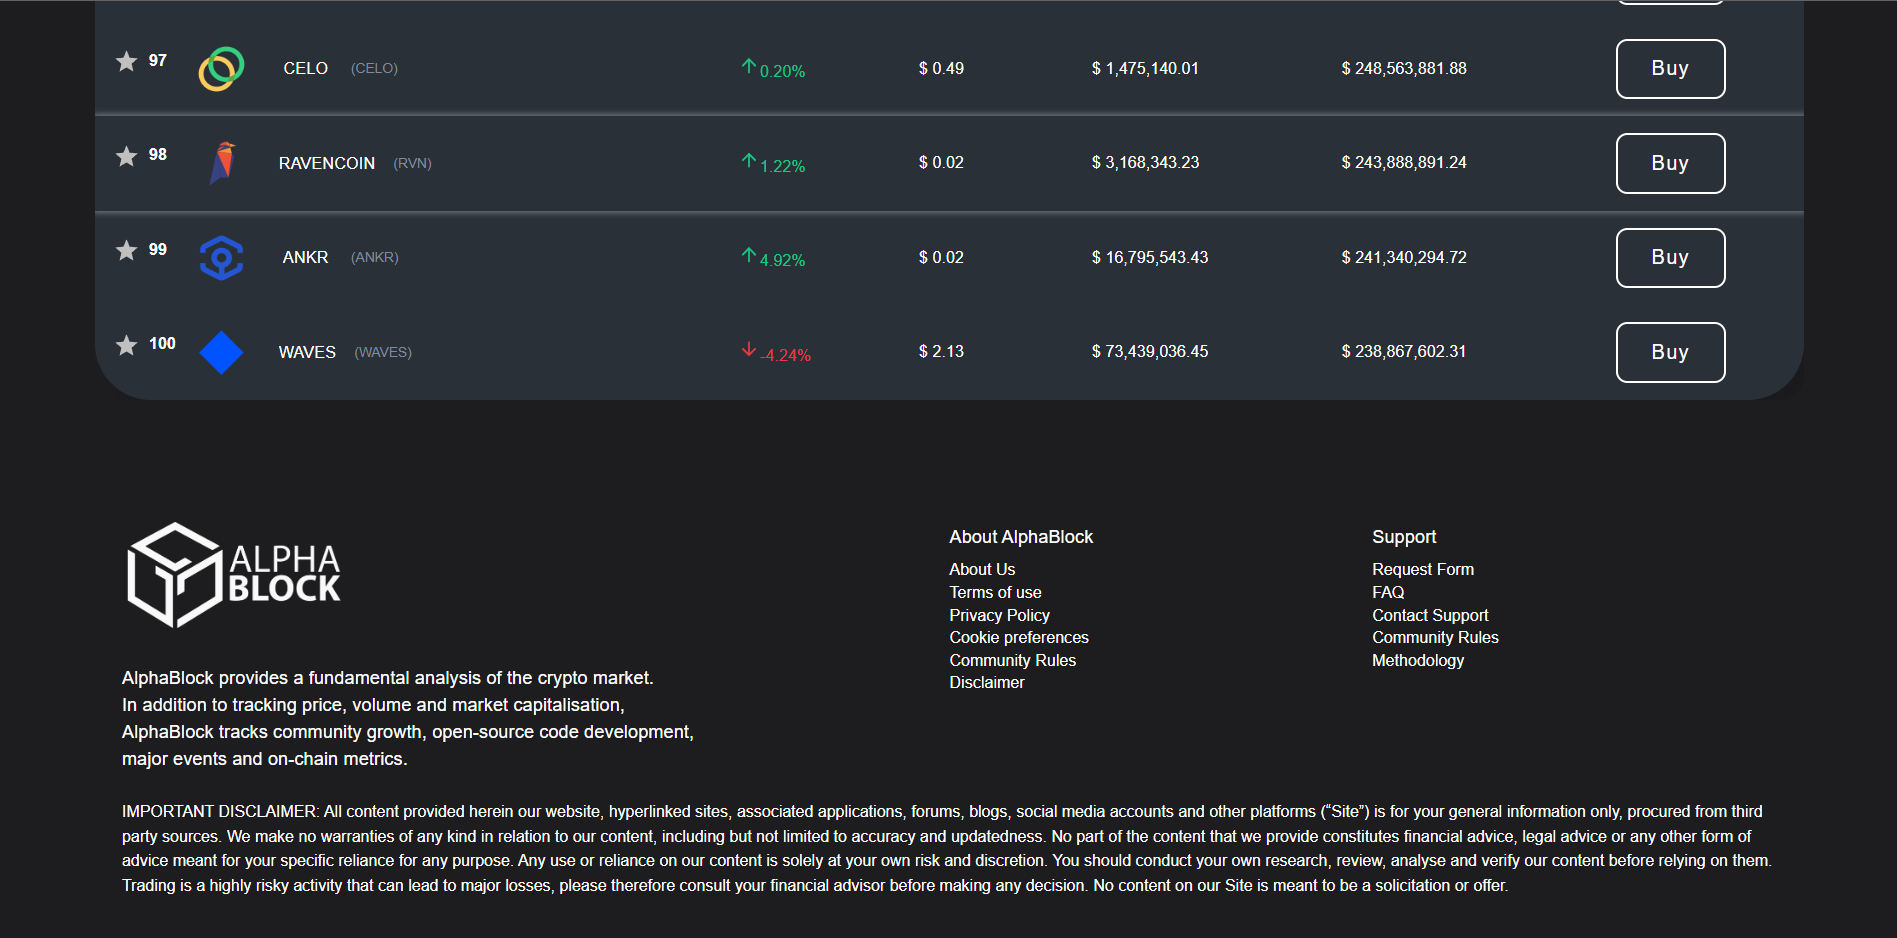 97 CELO (CELO) 0.20% $ 0.49 $ 1,475,140.01 $ 248,563,881.88 Buy
98 RAVENCOIN (RVN) 1.22% $ 0.02 $ 3,168,343.23 $ 243,888,891.24 Buy
99 ANKR (ANKR) 4.92% $ 0.02 $ 16,795,543.43 $ 241,340,294.72 Buy
100 WAVES (WAVES) -4.24% $ 2.13 $ 73,439,036.45 $ 238,867,602.31 Buy
ALPHA
BLOCK
AlphaBlock provides a fundamental analysis of the crypto market.
In addition to tracking price, volume and market capitalisation,
AlphaBlock tracks community growth, open-source code development,
major events and on-chain metrics.
About AlphaBlock
About Us
Terms of use
Privacy Policy
Cookie preferences
Community Rules
Disclaimer
Support
Request Form
FAQ
Contact Support
Community Rules
Methodology
IMPORTANT DISCLAIMER: All content provided herein our website, hyperlinked sites, associated applications, forums, blogs, social media accounts and other platforms (“Site”) is for your general information only, procured from third
party sources. We make no warranties of any kind in relation to our content, including but not limited to accuracy and updatedness. No part of the content that we provide constitutes financial advice, legal advice or any other form of
advice meant for your specific reliance for any purpose. Any use or reliance on our content is solely at your own risk and discretion. You should conduct your own research, review, analyse and verify our content before relying on them.
Trading is a highly risky activity that can lead to major losses, please therefore consult your financial advisor before making any decision. No content on our Site is meant to be a solicitation or offer.